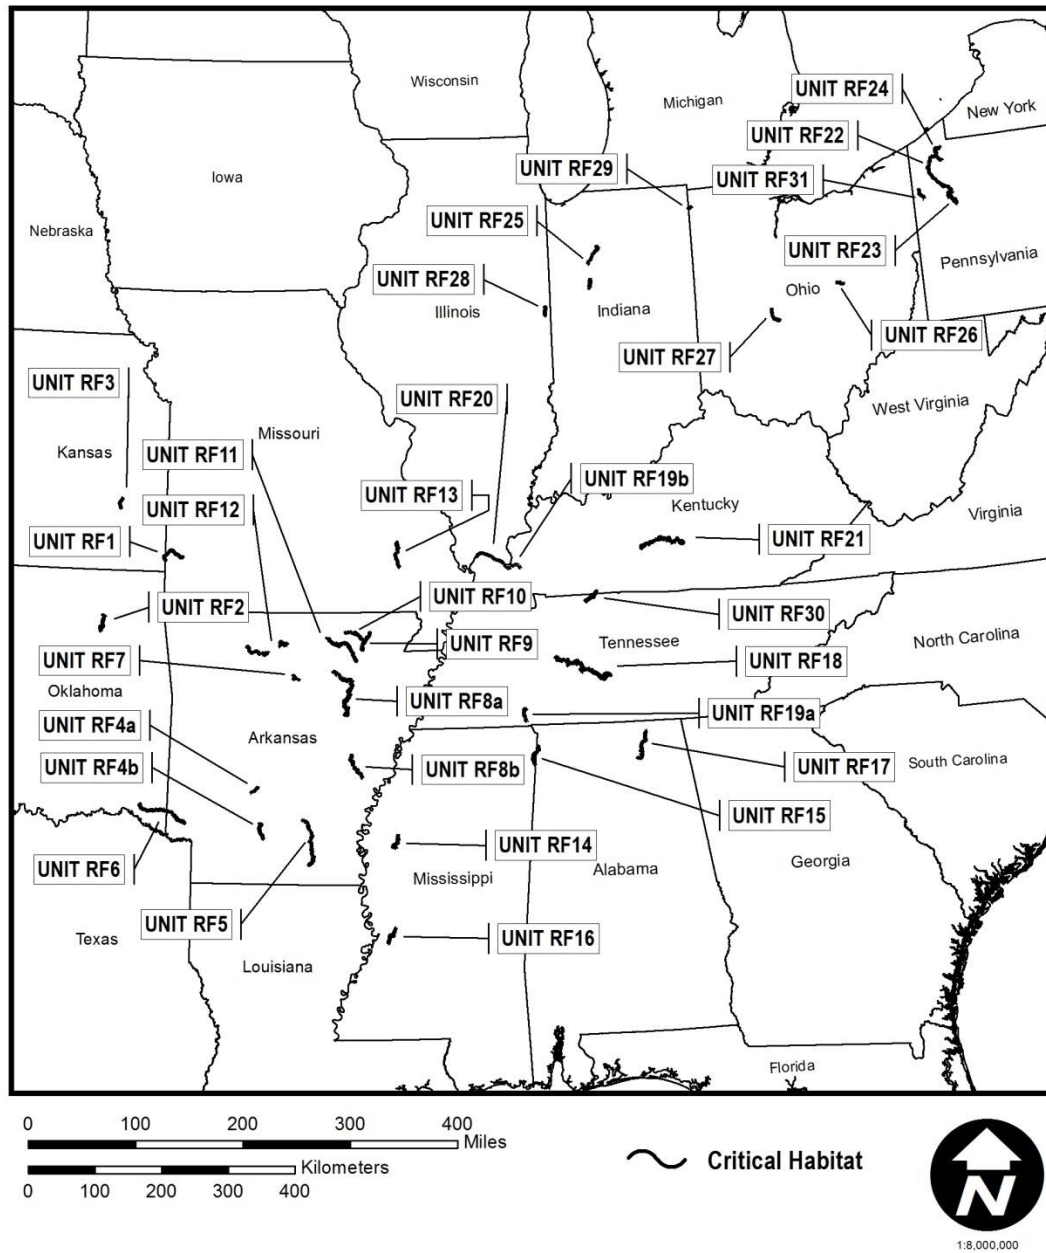 UNIT RF24
Wisconsin
Michigan
New York
UNIT RF22
UNIT RF29
UNIT RF31
Iowa
UNIT RF25
Nebraska
UNIT RF23
Pennsylvania
UNIT RF28
Illinois
Indiana
Ohio
UNIT RF26
UNIT RF27
UNIT RF3
UNIT RF20
West Virginia
Missouri
Kansas
UNIT RF11
UNIT RF19b
UNIT RF13
Kentucky
UNIT RF12
Virginia
UNIT RF1
UNIT RF21
UNIT RF10
UNIT RF2
UNIT RF30
Tennessee
North Carolina
UNIT RF9
UNIT RF7
UNIT RF18
Oklahoma
UNIT RF8a
UNIT RF19a
UNIT RF4a
Arkansas
UNIT RF4b
UNIT RF8b
UNIT RF17
South Carolina
UNIT RF15
UNIT RF14
Georgia
UNIT RF6
Mississippi
Alabama
UNIT RF5
Texas
UNIT RF16
Louisiana
Florida
0 100 200 300 400
Miles
Kilometers
0 100 200 300 400
Critical Habitat
N
1:8,000,000